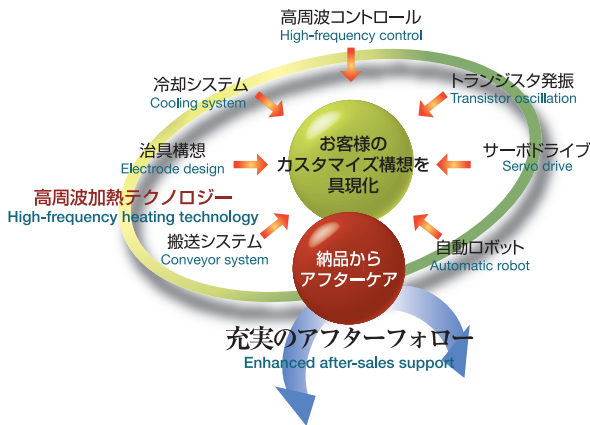 高周波コントロール
High-frequency control
冷却システム
Cooling system
トランジスタ発振
Transistor oscillation
お客様の
カスタマイズ構想を
具現化
治具構想
Electrode design
サーボドライブ
Servo drive
高周波加熱テクノロジー
High-frequency heating technology
搬送システム
Conveyor system
自動ロボット
Automatic robot
納品から
アフターケア
充実のアフターフォロー
Enhanced after-sales support